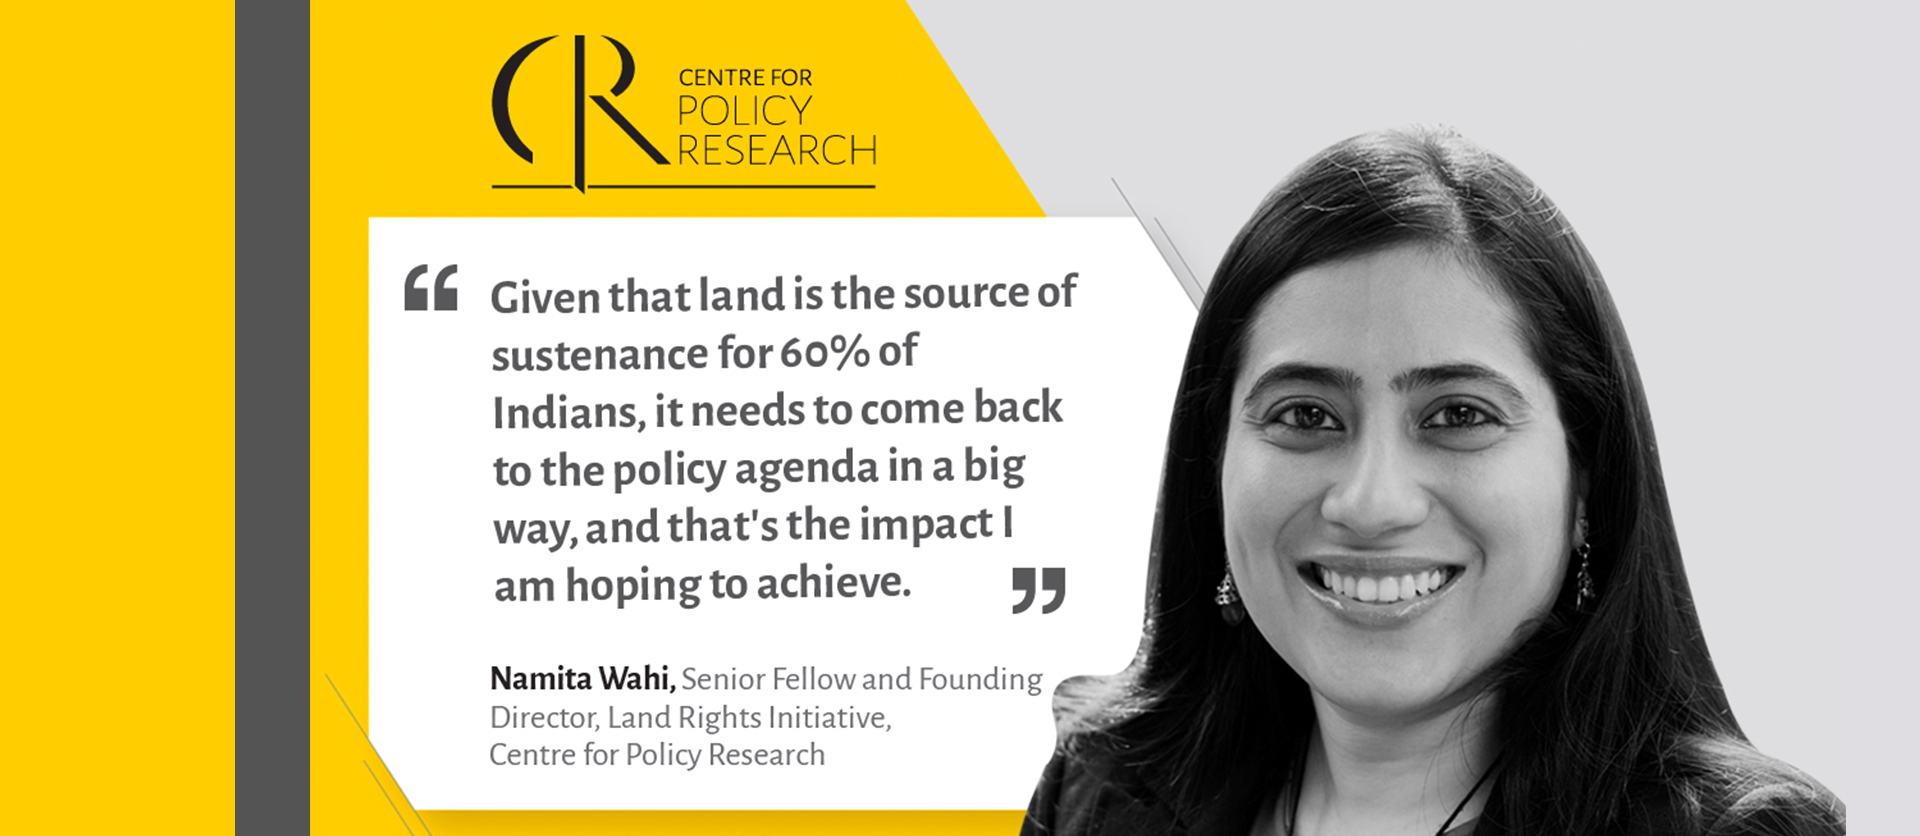 CR
CENTRE FOR
POLICY
RESEARCH
“ Given that land is the source of
sustenance for 60% of
Indians, it needs to come back
to the policy agenda in a big
way, and that's the impact I
am hoping to achieve. ”
Namita Wahi, Senior Fellow and Founding
Director, Land Rights Initiative,
Centre for Policy Research